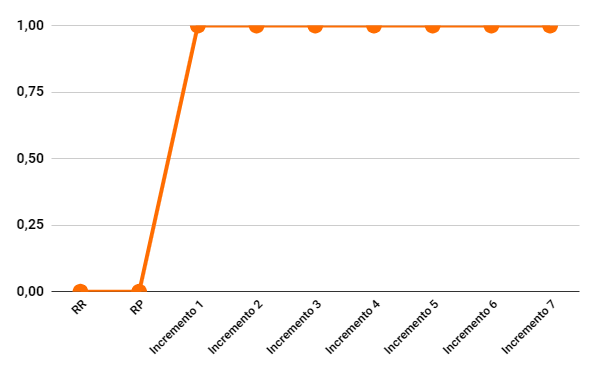 1,00
0,75
0,50
0,25
0,00
RR
RP
Incremento 1
Incremento 2
Incremento 3
Incremento 4
Incremento 5
Incremento 6
Incremento 7